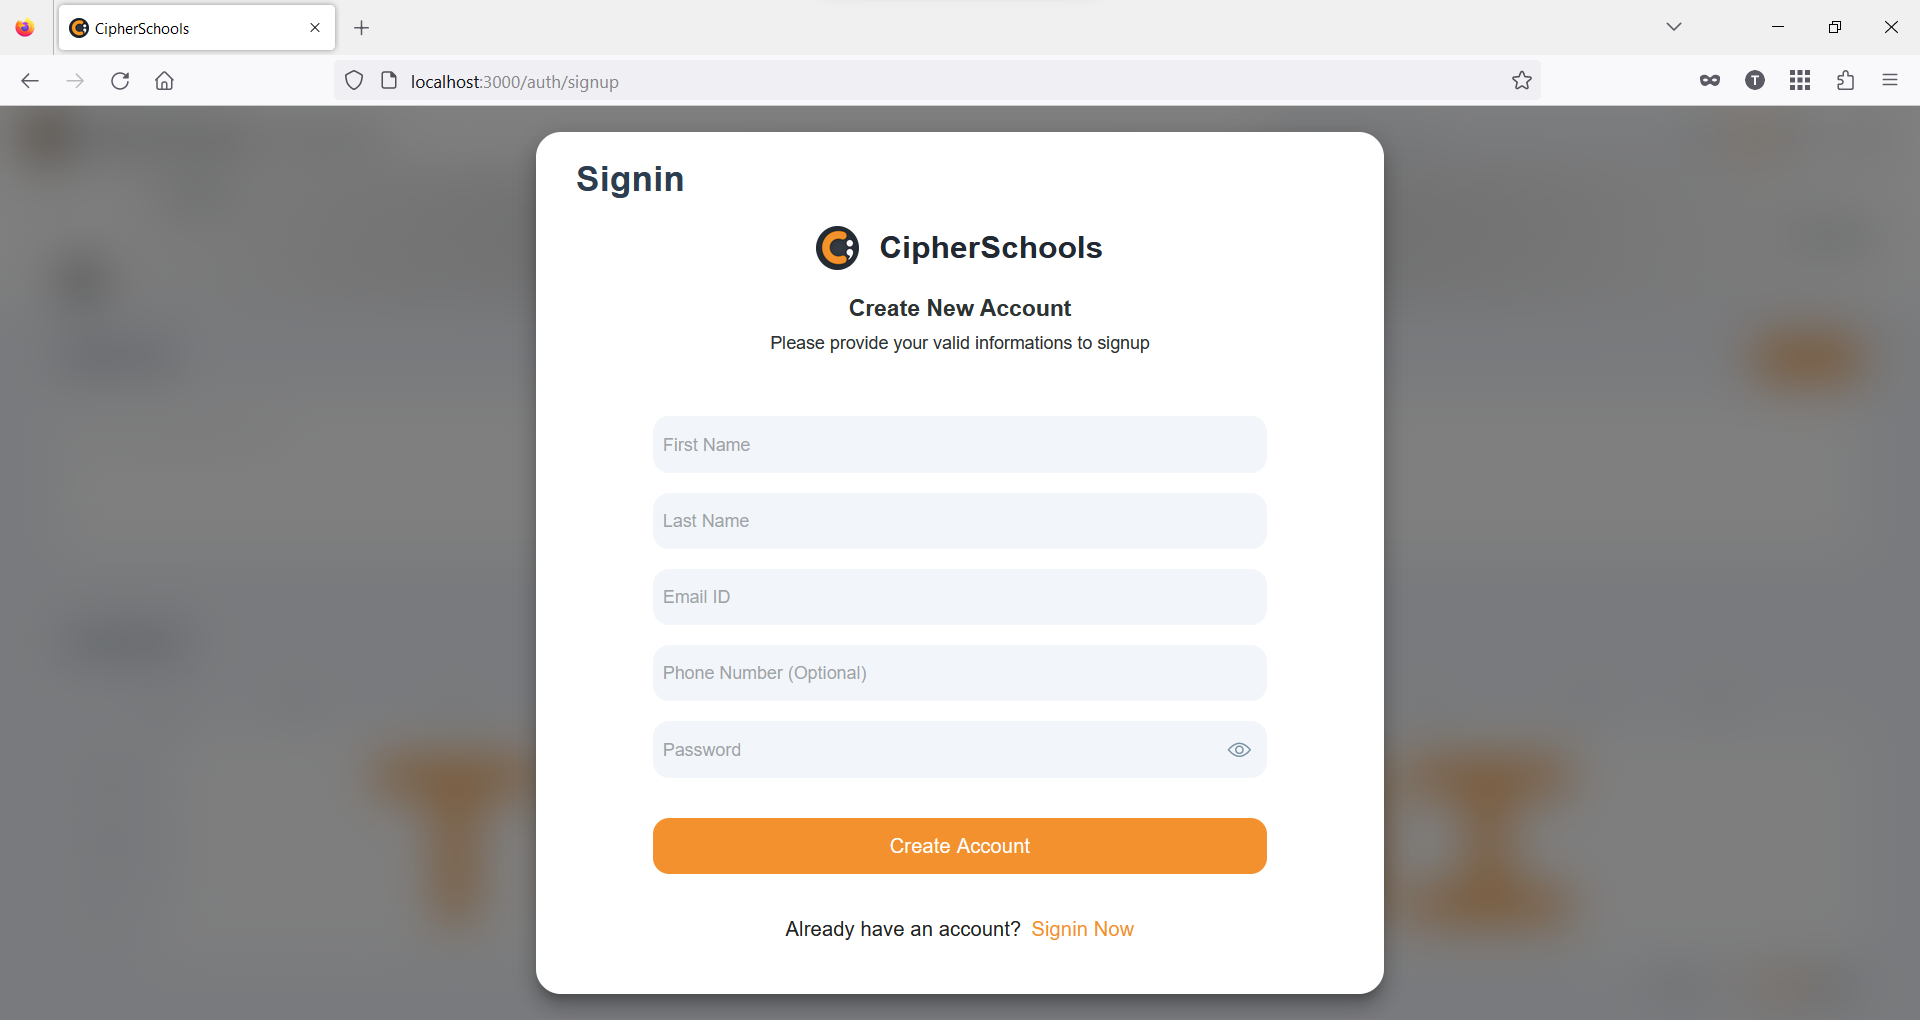 CipherSchools
localhost:3000/auth/signup
T
Signin
CipherSchools
Create New Account
Please provide your valid informations to signup
First Name
Last Name
Email ID
Phone Number (Optional)
Password
Create Account
Already have an account? Signin Now